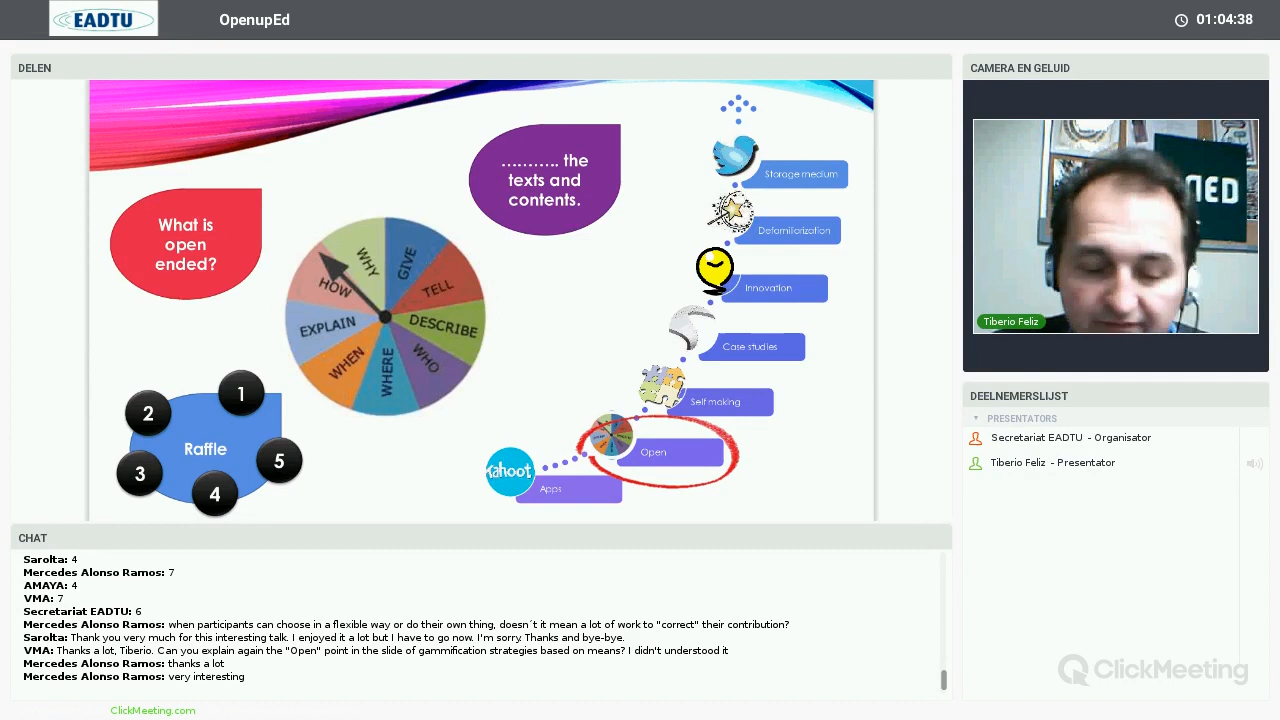 EADTU
OpenupEd
01:04:38
DELEN
What is
open
ended?
……….. the
texts and
contents.
WHY
GIVE
TELL
DESCRIBE
WHO
WHERE
WHEN
EXPLAIN
HOW
Raffle
1
2
3
4
5
Storage medium
Defamiliarization
Innovation
Case studies
Self making
Open
Kahoot
Apps
CAMERA EN GELUID
NED
Tiberio Feliz
DEELNEMERSLIJST
PRESENTATORS
Secretariat EADTU - Organisator
Tiberio Feliz - Presentator
CHAT
Sarolta: 4
Mercedes Alonso Ramos: 7
AMAYA: 4
VMA: 7
Secretariat EADTU: 6
Mercedes Alonso Ramos: when participants can choose in a flexible way or do their own thing, doesn´t it mean a lot of work to "correct" their contribution?
Sarolta: Thank you very much for this interesting talk. I enjoyed it a lot but I have to go now. I'm sorry. Thanks and bye-bye.
VMA: Thanks a lot, Tiberio. Can you explain again the "Open" point in the slide of gammification strategies based on means? I didn't understood it
Mercedes Alonso Ramos: thanks a lot
Mercedes Alonso Ramos: very interesting
ClickMeeting
ClickMeeting.com